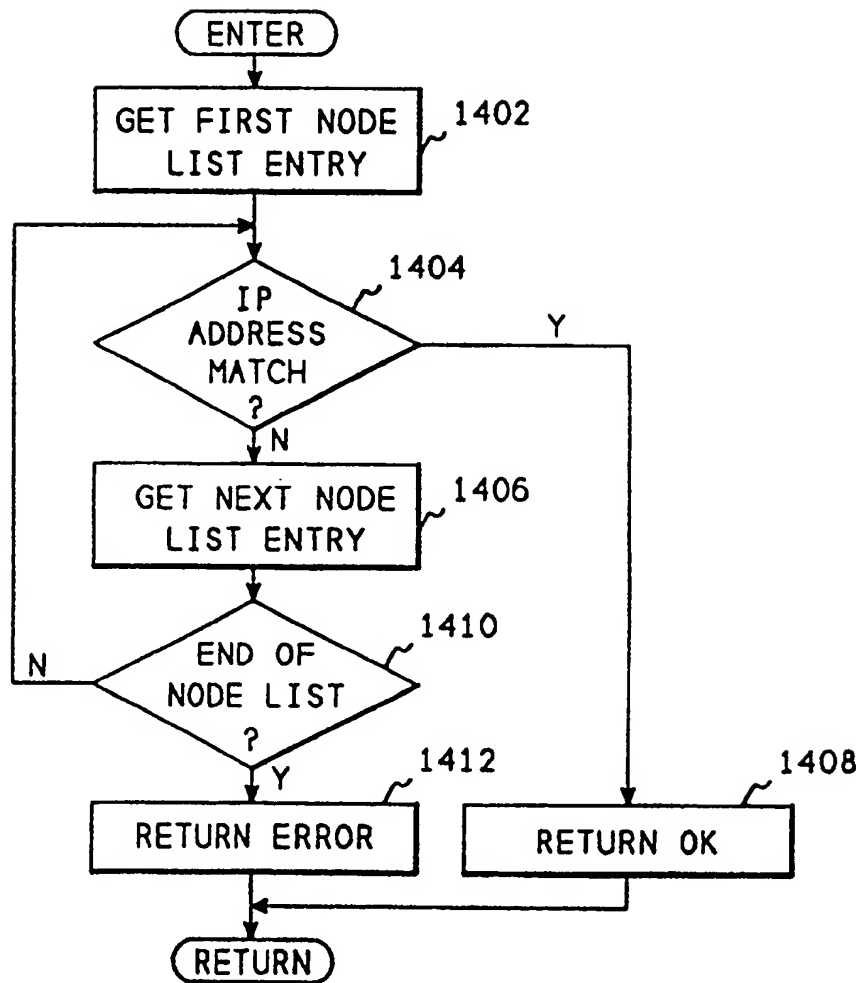 ENTER
GET FIRST NODE
LIST ENTRY
1402
1404
IP
ADDRESS
MATCH
?
Y
N
GET NEXT NODE
LIST ENTRY
1406
1410
END OF
NODE LIST
?
N
Y
1412
RETURN ERROR
1408
RETURN OK
RETURN